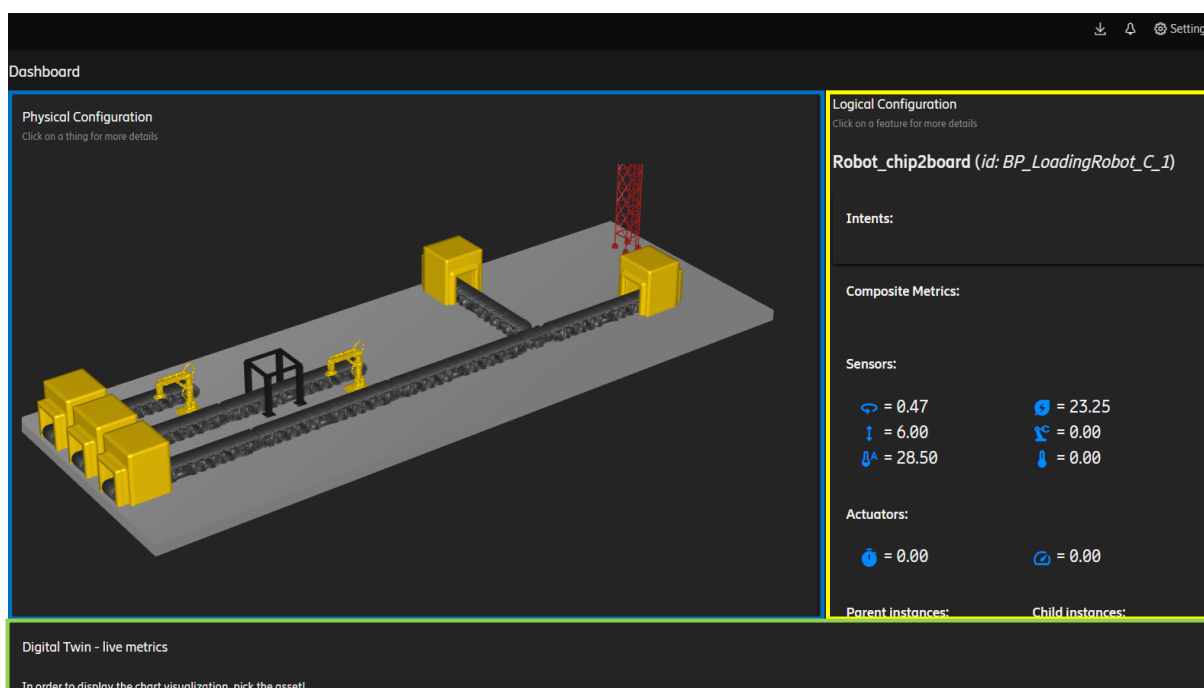 Setting
Dashboard
Physical Configuration
Click on a thing for more details
Logical Configuration
Click on a feature for more details
Robot_chip2board (id: BP_LoadingRobot_C_1)
Intents:
Composite Metrics:
Sensors:
= 0.47 = 23.25
= 6.00 C = 0.00
A = 28.50 = 0.00
Actuators:
= 0.00 = 0.00
Parent instances: Child instances:
Digital Twin - live metrics
In order to display the chart visualization, pick the asset!